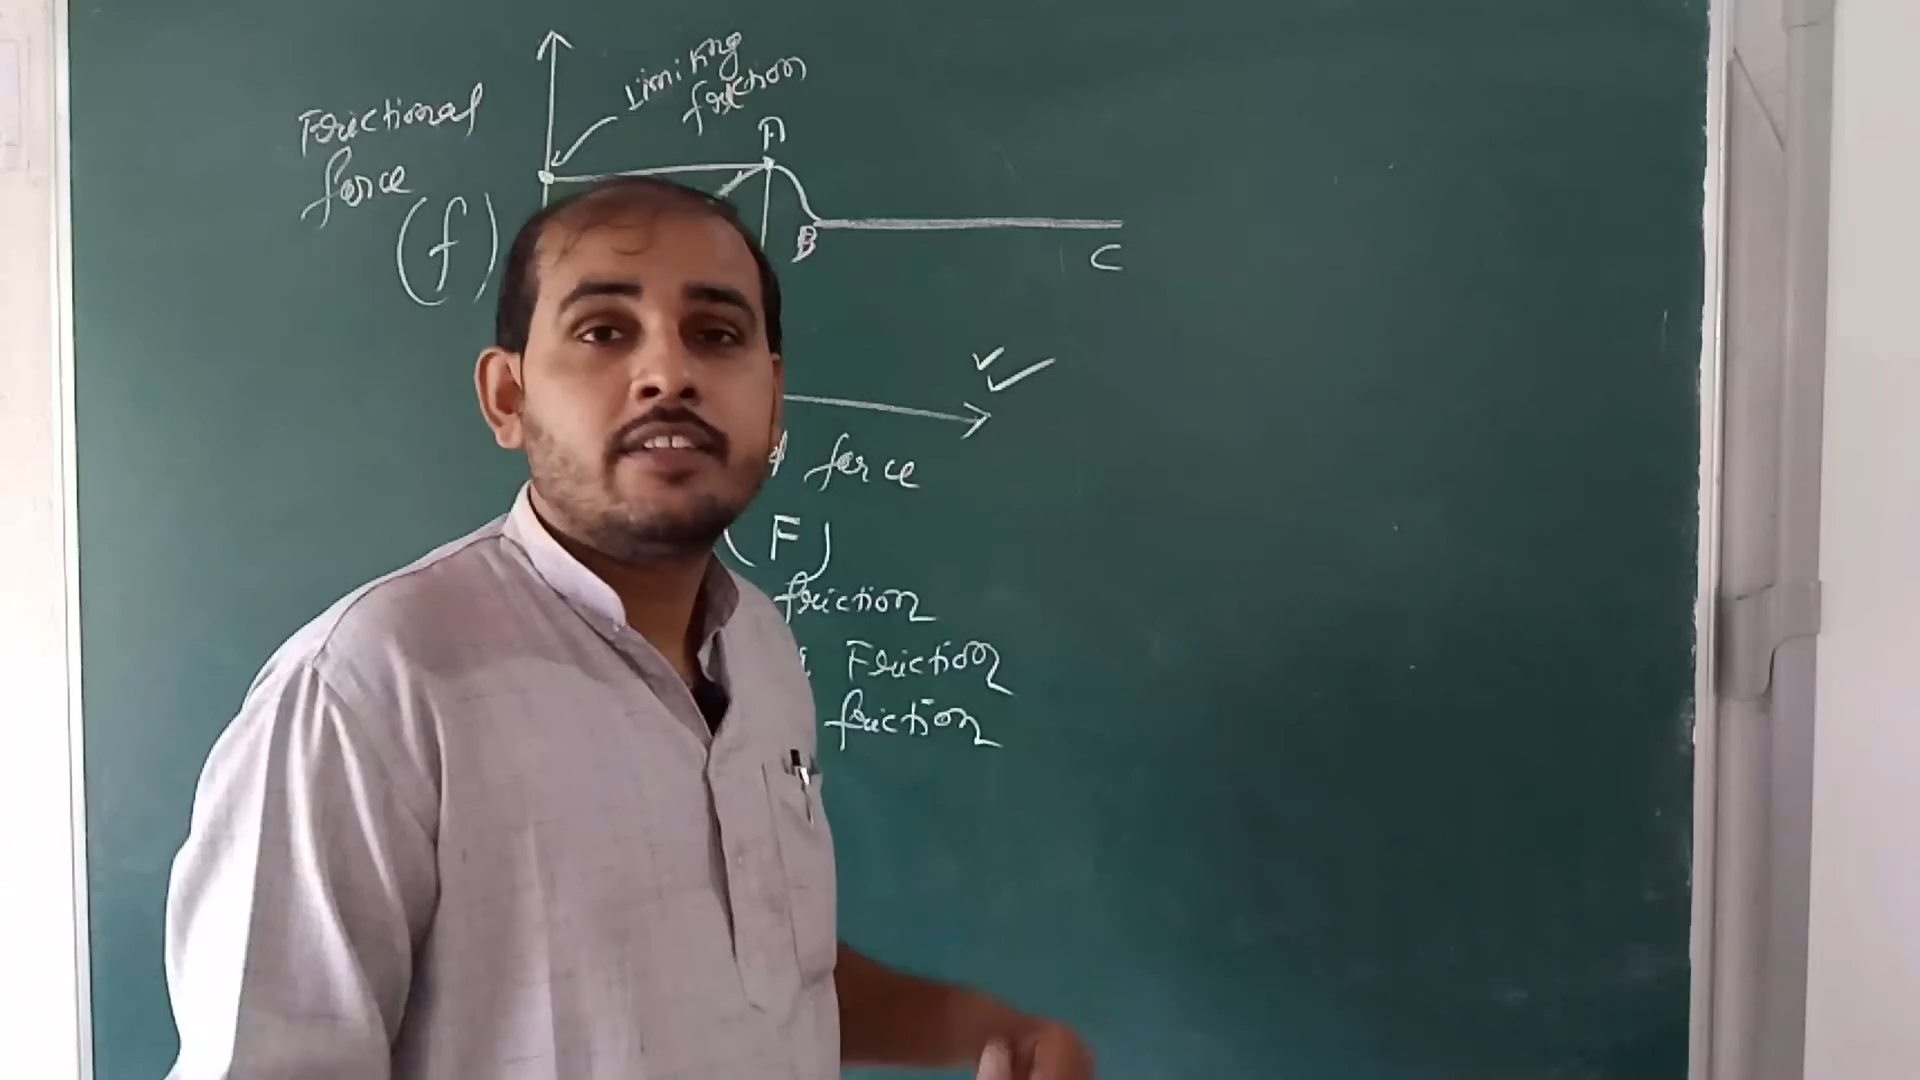 Frictional
force
(f)
Limiting
friction
A
B
C
force
(F)
friction
Friction
friction